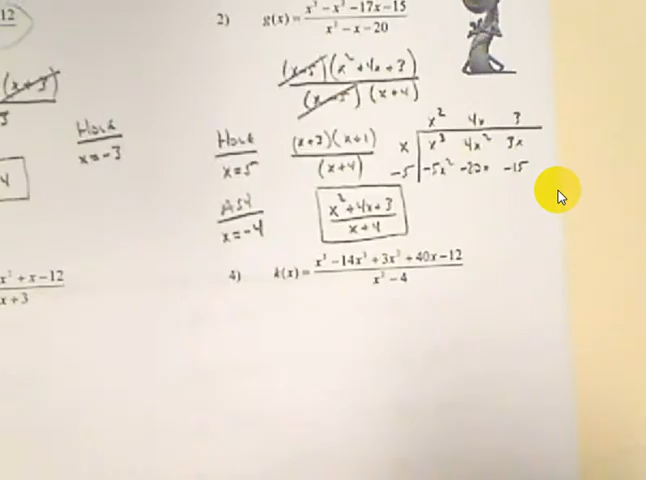 12
2) g(x) = x³ - x² - 17x - 15 / x² - x - 20
(x+3)
3
(x-5)(x²+4x+3)
(x-5)(x+4)
Hole
x=-3
4
x² 4x 3
x x³ 4x² 3x
-5 -5x² -20x -15
Hole
x=5
(x+3)(x+1)
(x+4)
Asy
x=-4
x²+4x+3
x+4
x² + x - 12
x + 3
4) k(x) = x⁵ - 14x³ + 3x² + 40x - 12 / x² - 4